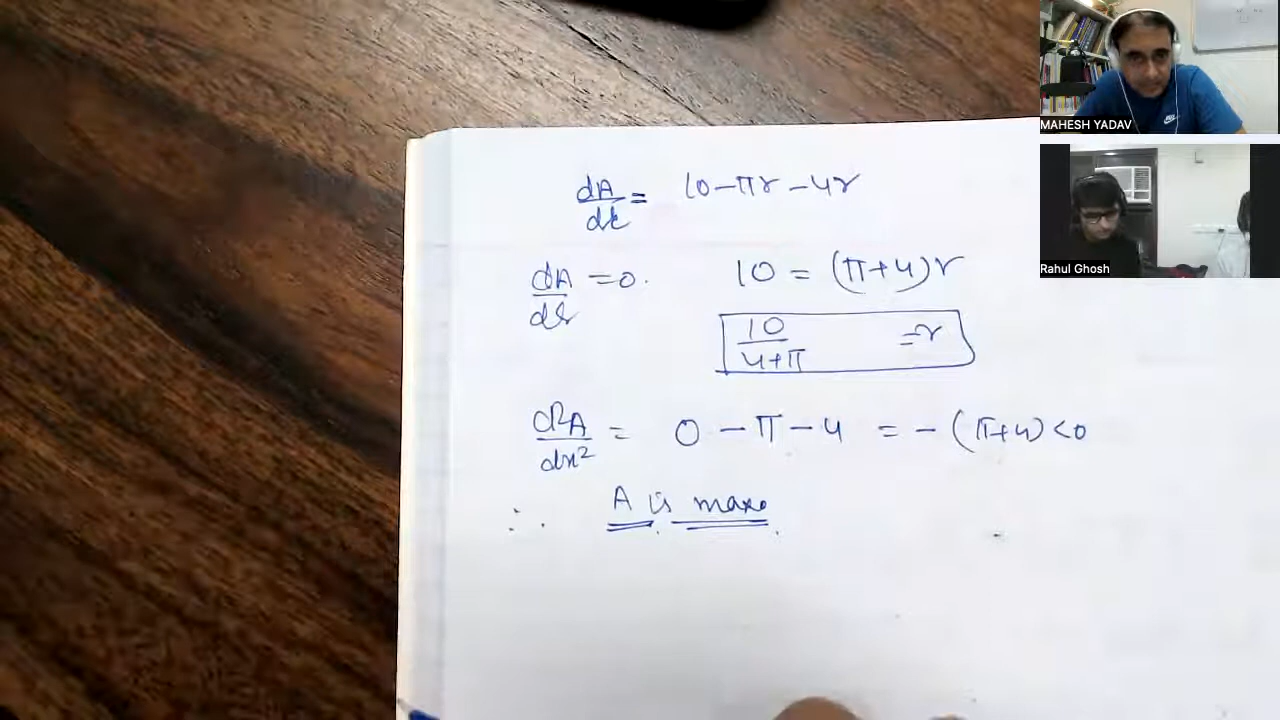 dA/dr = 10-πr-4r
dA/dr =0. 10 = (π+4)r
10/4+π =r
d²A/dx² = 0 -π-4 = -(π+4)<0
∴ A is max.
MAHESH YADAV
Rahul Ghosh